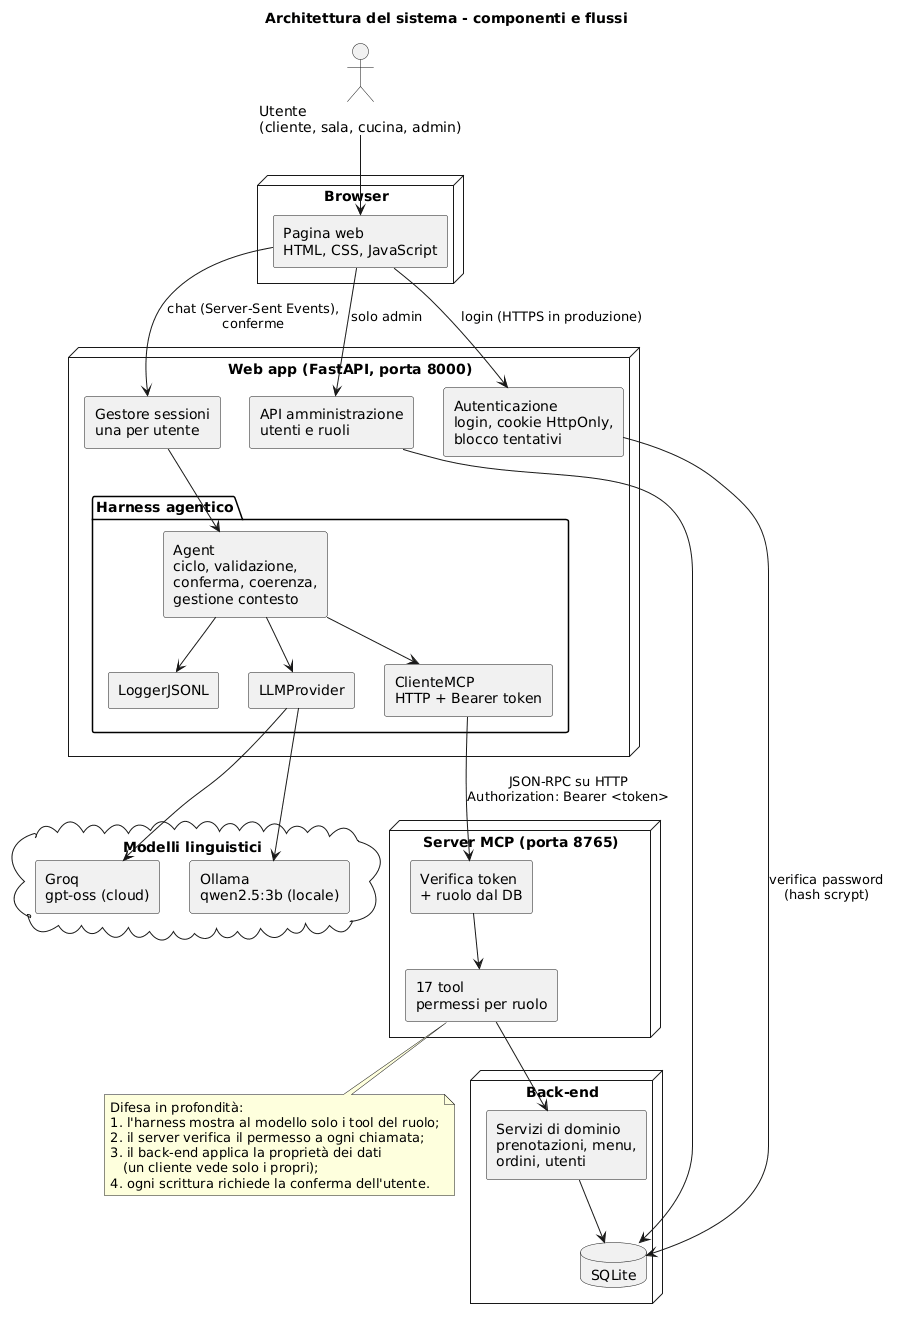 Architettura del sistema - componenti e flussi
Utente
(cliente, sala, cucina, admin)
Browser
Pagina web
HTML, CSS, JavaScript
chat (Server-Sent Events),
conferme
solo admin
login (HTTPS in produzione)
Web app (FastAPI, porta 8000)
Gestore sessioni
una per utente
API amministrazione
utenti e ruoli
Autenticazione
login, cookie HttpOnly,
blocco tentativi
Harness agentico
Agent
ciclo, validazione,
conferma, coerenza,
gestione contesto
LoggerJSONL
LLMProvider
ClienteMCP
HTTP + Bearer token
JSON-RPC su HTTP
Authorization: Bearer <token>
Modelli linguistici
Groq
gpt-oss (cloud)
Ollama
qwen2.5:3b (locale)
Server MCP (porta 8765)
Verifica token
+ ruolo dal DB
verifica password
(hash scrypt)
17 tool
permessi per ruolo
Difesa in profondità:
1. l'harness mostra al modello solo i tool del ruolo;
2. il server verifica il permesso a ogni chiamata;
3. il back-end applica la proprietà dei dati
(un cliente vede solo i propri);
4. ogni scrittura richiede la conferma dell'utente.
Back-end
Servizi di dominio
prenotazioni, menu,
ordini, utenti
SQLite